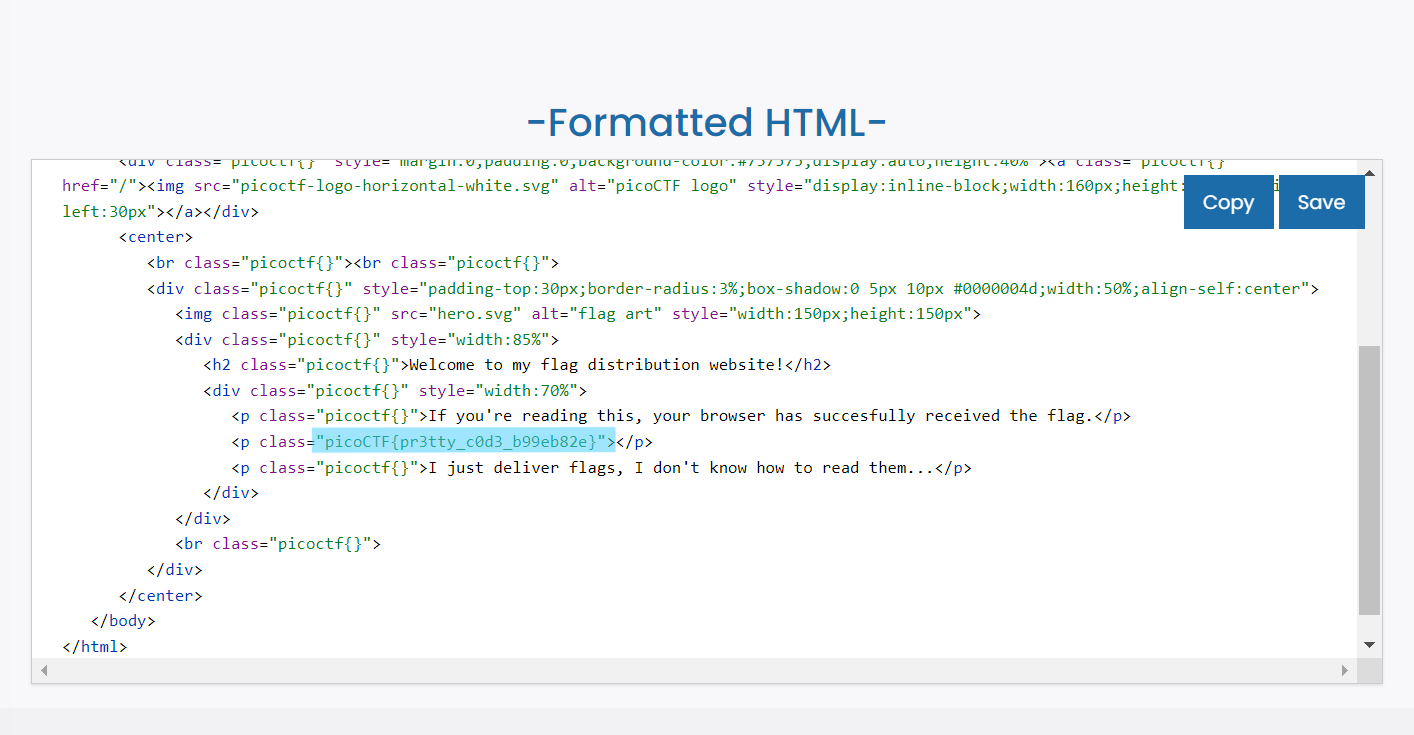 -Formatted HTML-
<div class="picoctf{}" style="margin:0;padding:0;background-color:#757575;display:auto;height:40%"><a class="picoctf{}"
href="/"><img src="picoctf-logo-horizontal-white.svg" alt="picoCTF logo" style="display:inline-block;width:160px;height:
Copy
Save
left:30px"></a></div>
<center>
<br class="picoctf{}"><br class="picoctf{}">
<div class="picoctf{}" style="padding-top:30px;border-radius:3%;box-shadow:0 5px 10px #0000004d;width:50%;align-self:center">
<img class="picoctf{}" src="hero.svg" alt="flag art" style="width:150px;height:150px">
<div class="picoctf{}" style="width:85%">
<h2 class="picoctf{}">Welcome to my flag distribution website!</h2>
<div class="picoctf{}" style="width:70%">
<p class="picoctf{}">If you're reading this, your browser has succesfully received the flag.</p>
<p class="picoCTF{pr3tty_c0d3_b99eb82e}"></p>
<p class="picoctf{}">I just deliver flags, I don't know how to read them...</p>
</div>
</div>
<br class="picoctf{}">
</div>
</center>
</body>
</html>